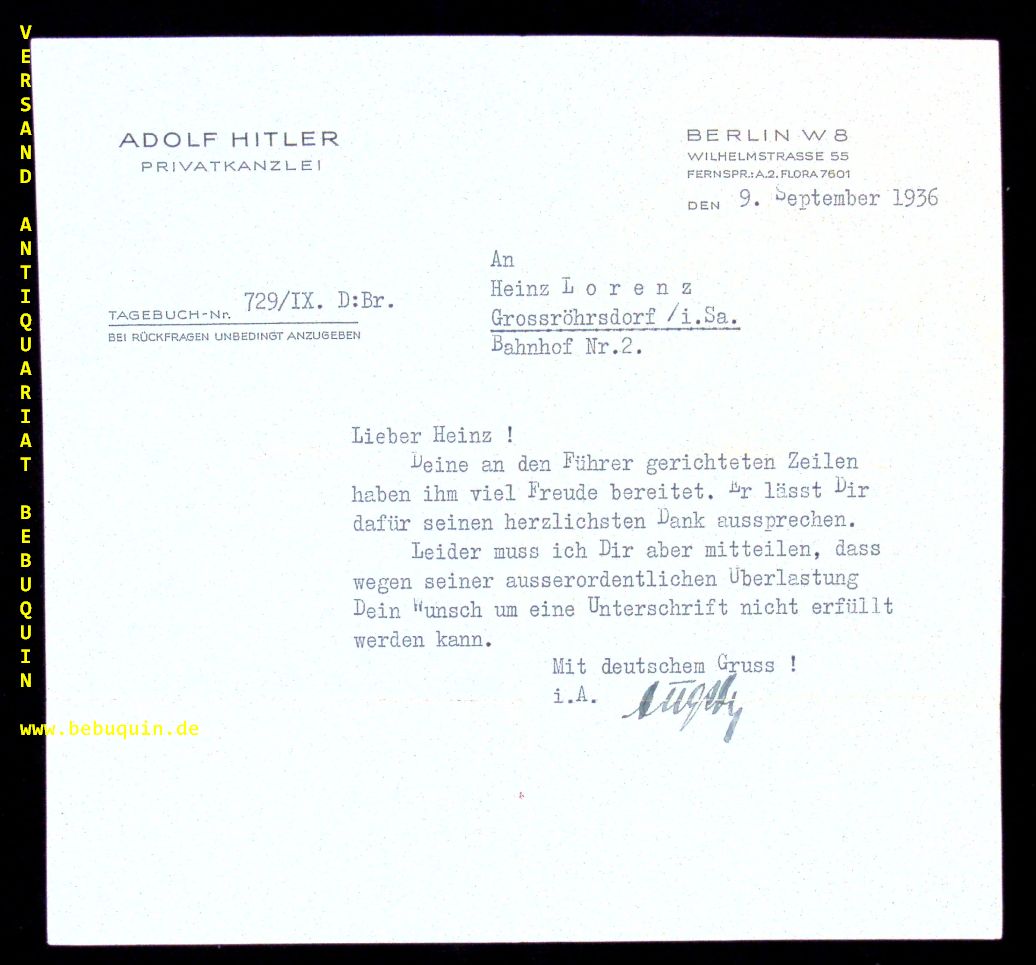 VERSAND ANTIQUARIAT BEBUQUIN
www.bebuquin.de
ADOLF HITLER
PRIVATKANZLEI
BERLIN W 8
WILHELMSTRASSE 55
FERNSPR.: A.2. FLORA 7601
DEN 9. September 1936
TAGEBUCH-Nr. 729/IX. D:Br.
BEI RÜCKFRAGEN UNBEDINGT ANZUGEBEN
An
Heinz L o r e n z
Grossröhrsdorf /i.Sa.
Bahnhof Nr.2.
Lieber Heinz !
Deine an den Führer gerichteten Zeilen
haben ihm viel Freude bereitet. Er lässt Dir
dafür seinen herzlichsten Dank aussprechen.
Leider muss ich Dir aber mitteilen, dass
wegen seiner ausserordentlichen Überlastung
Dein Wunsch um eine Unterschrift nicht erfüllt
werden kann.
Mit deutschem Gruss !
i.A.